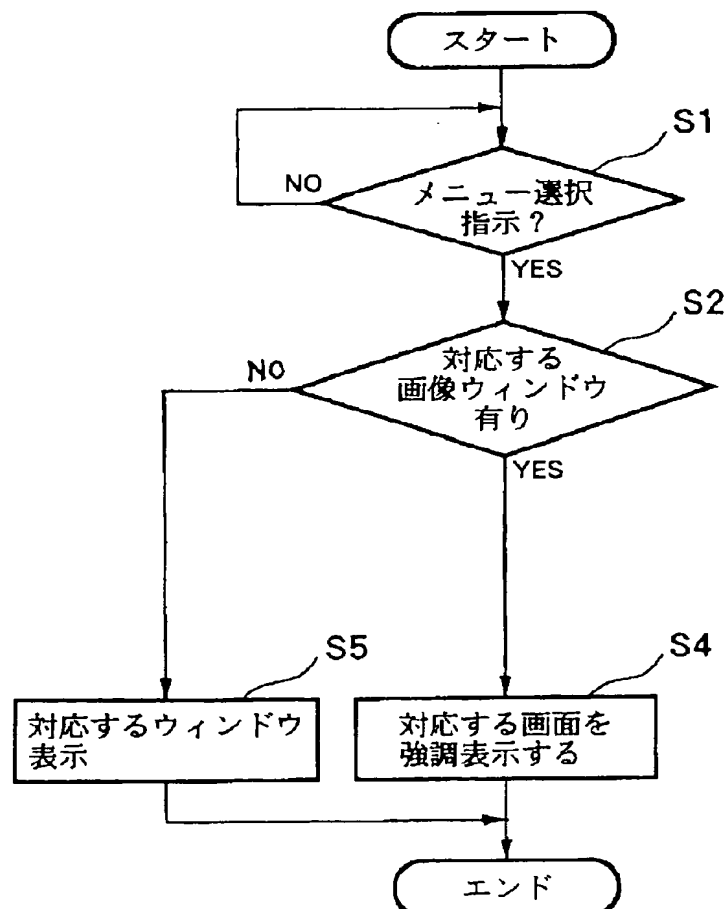 スタート
S1
NO
メニュー選択
指示？
YES
S2
NO
対応する
画像ウィンドウ
有り
YES
S5
S4
対応するウィンドウ
表示
対応する画面を
強調表示する
エンド